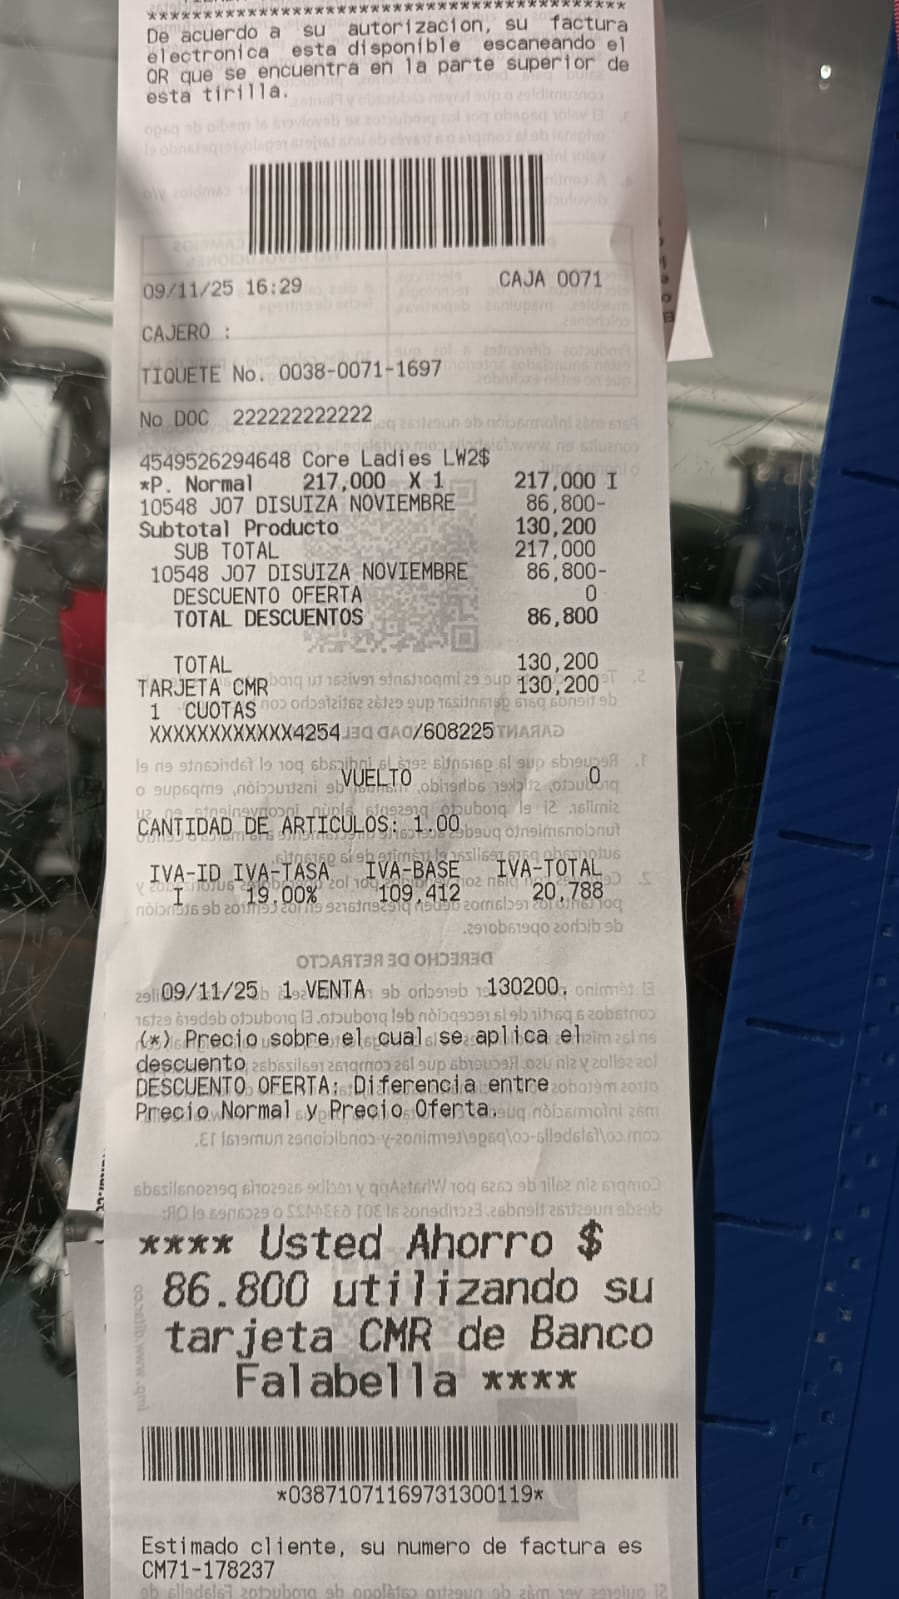 ******************************************
De acuerdo a su autorizacion, su factura
electronica esta disponible escaneando el
QR que se encuentra en la parte superior de
esta tirilla.
09/11/25 16:29 CAJA 0071
CAJERO :
TIQUETE No. 0038-0071-1697
No DOC 222222222222
4549526294648 Core Ladies LW2$
*P. Normal 217,000 X 1 217,000 I
10548 J07 DISUIZA NOVIEMBRE 86,800-
Subtotal Producto 130,200
SUB TOTAL 217,000
10548 J07 DISUIZA NOVIEMBRE 86,800-
DESCUENTO OFERTA 0
TOTAL DESCUENTOS 86,800
TOTAL 130,200
TARJETA CMR 130,200
1 CUOTAS
XXXXXXXXXXXX4254 /608225
VUELTO 0
CANTIDAD DE ARTICULOS: 1.00
IVA-ID IVA-TASA IVA-BASE IVA-TOTAL
I 19.00% 109,412 20,788
09/11/25 1 VENTA 130200,
(*) Precio sobre el cual se aplica el
descuento
DESCUENTO OFERTA: Diferencia entre
Precio Normal y Precio Oferta.
**** Usted Ahorro $
86.800 utilizando su
tarjeta CMR de Banco
Falabella ****
*038710711697313001​19*
Estimado cliente, su numero de factura es
CM71-178237